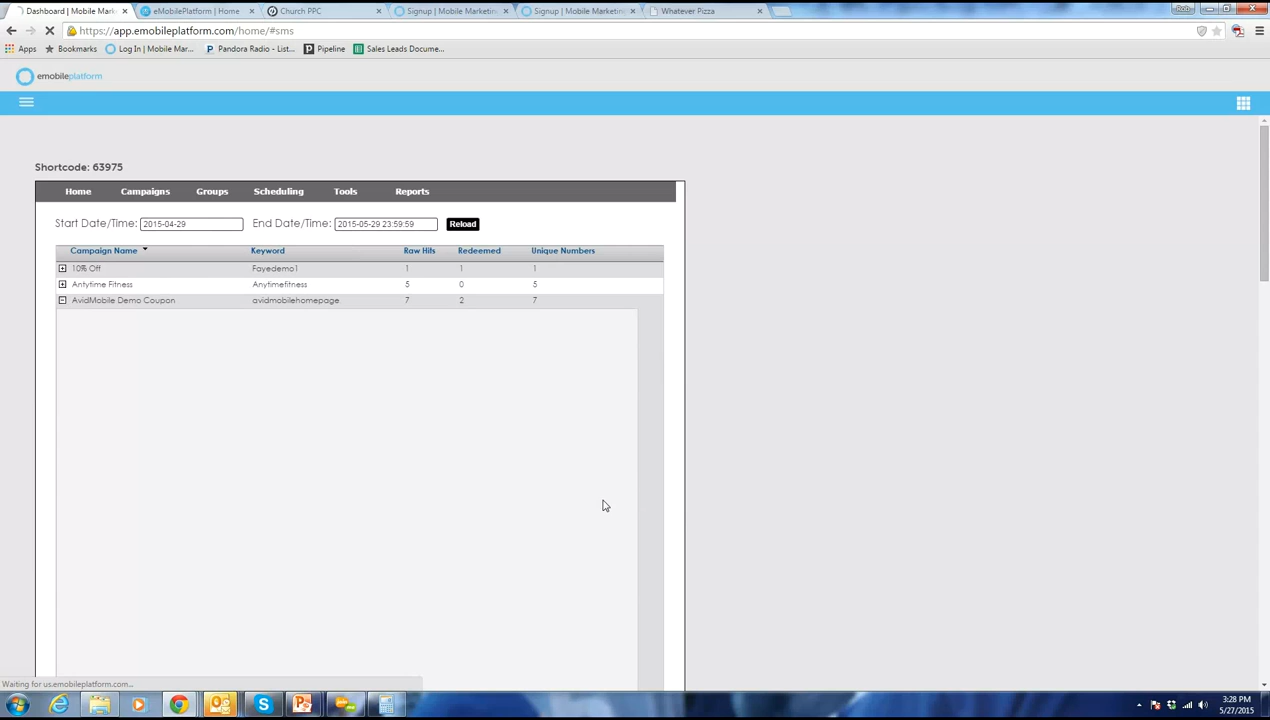 Dashboard | Mobile Mark
eMobilePlatform | Home
Church PPC
Signup | Mobile Marketin
Signup | Mobile Marketin
Whatever Pizza
Rob
https://app.emobileplatform.com/home/#sms
Apps
Bookmarks
Log In | Mobile Mar...
Pandora Radio - List...
Pipeline
Sales Leads Docume...
emobileplatform
Shortcode: 63975
Home Campaigns Groups Scheduling Tools Reports
Start Date/Time: 2015-04-29 End Date/Time: 2015-05-29 23:59:59 Reload
Campaign Name Keyword Raw Hits Redeemed Unique Numbers
10% Off Fayedemo1 1 1 1
Antytime Fitness Anytimefitness 5 0 5
AvidMobile Demo Coupon avidmobilehomepage 7 2 7
Waiting for us.emobileplatform.com...
3:28 PM
5/27/2015